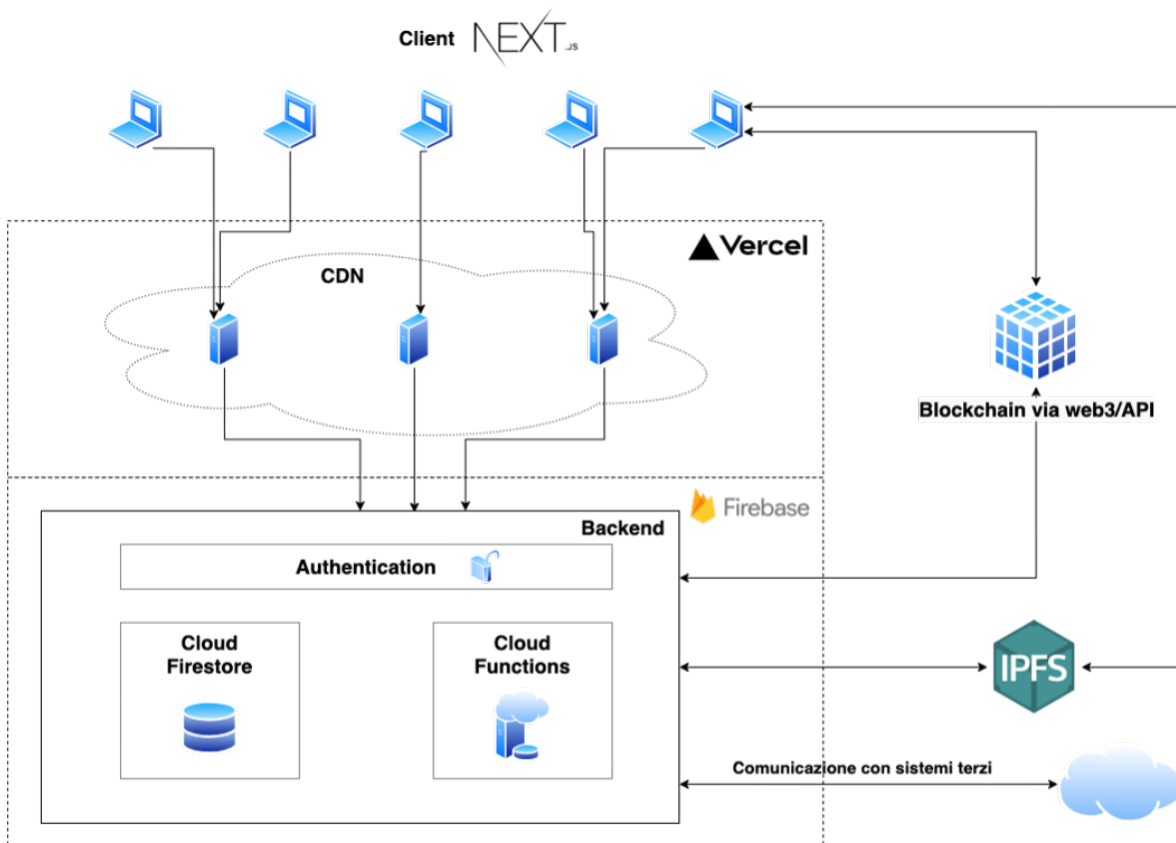 Client NEXT.JS
Vercel
CDN
Blockchain via web3/API
Firebase
Backend
Authentication
Cloud
Firestore
Cloud
Functions
IPFS
Comunicazione con sistemi terzi